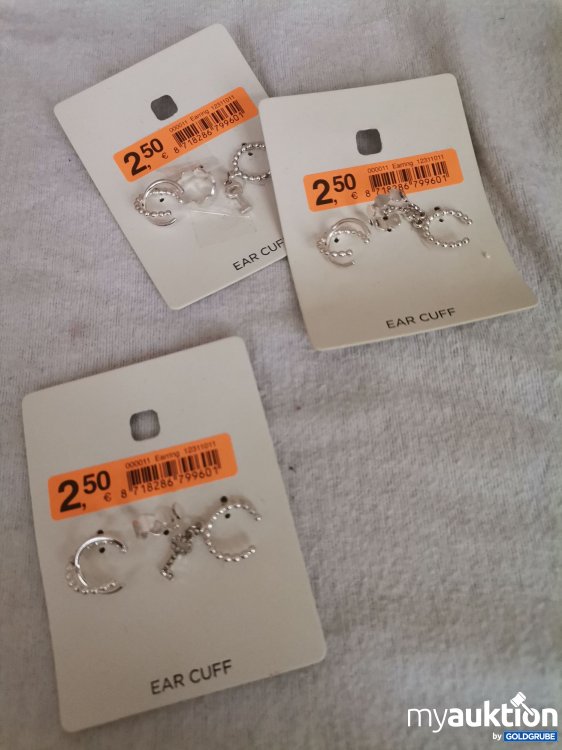 000011 Earring 12311011
2,50
€
8 718286 799601
EAR CUFF
000011 Earring 12311011
2,50
€
8 718286 799601
EAR CUFF
000011 Earring 12311011
2,50
€
8 718286 799601
EAR CUFF
myauktion
by GOLDGRUBE